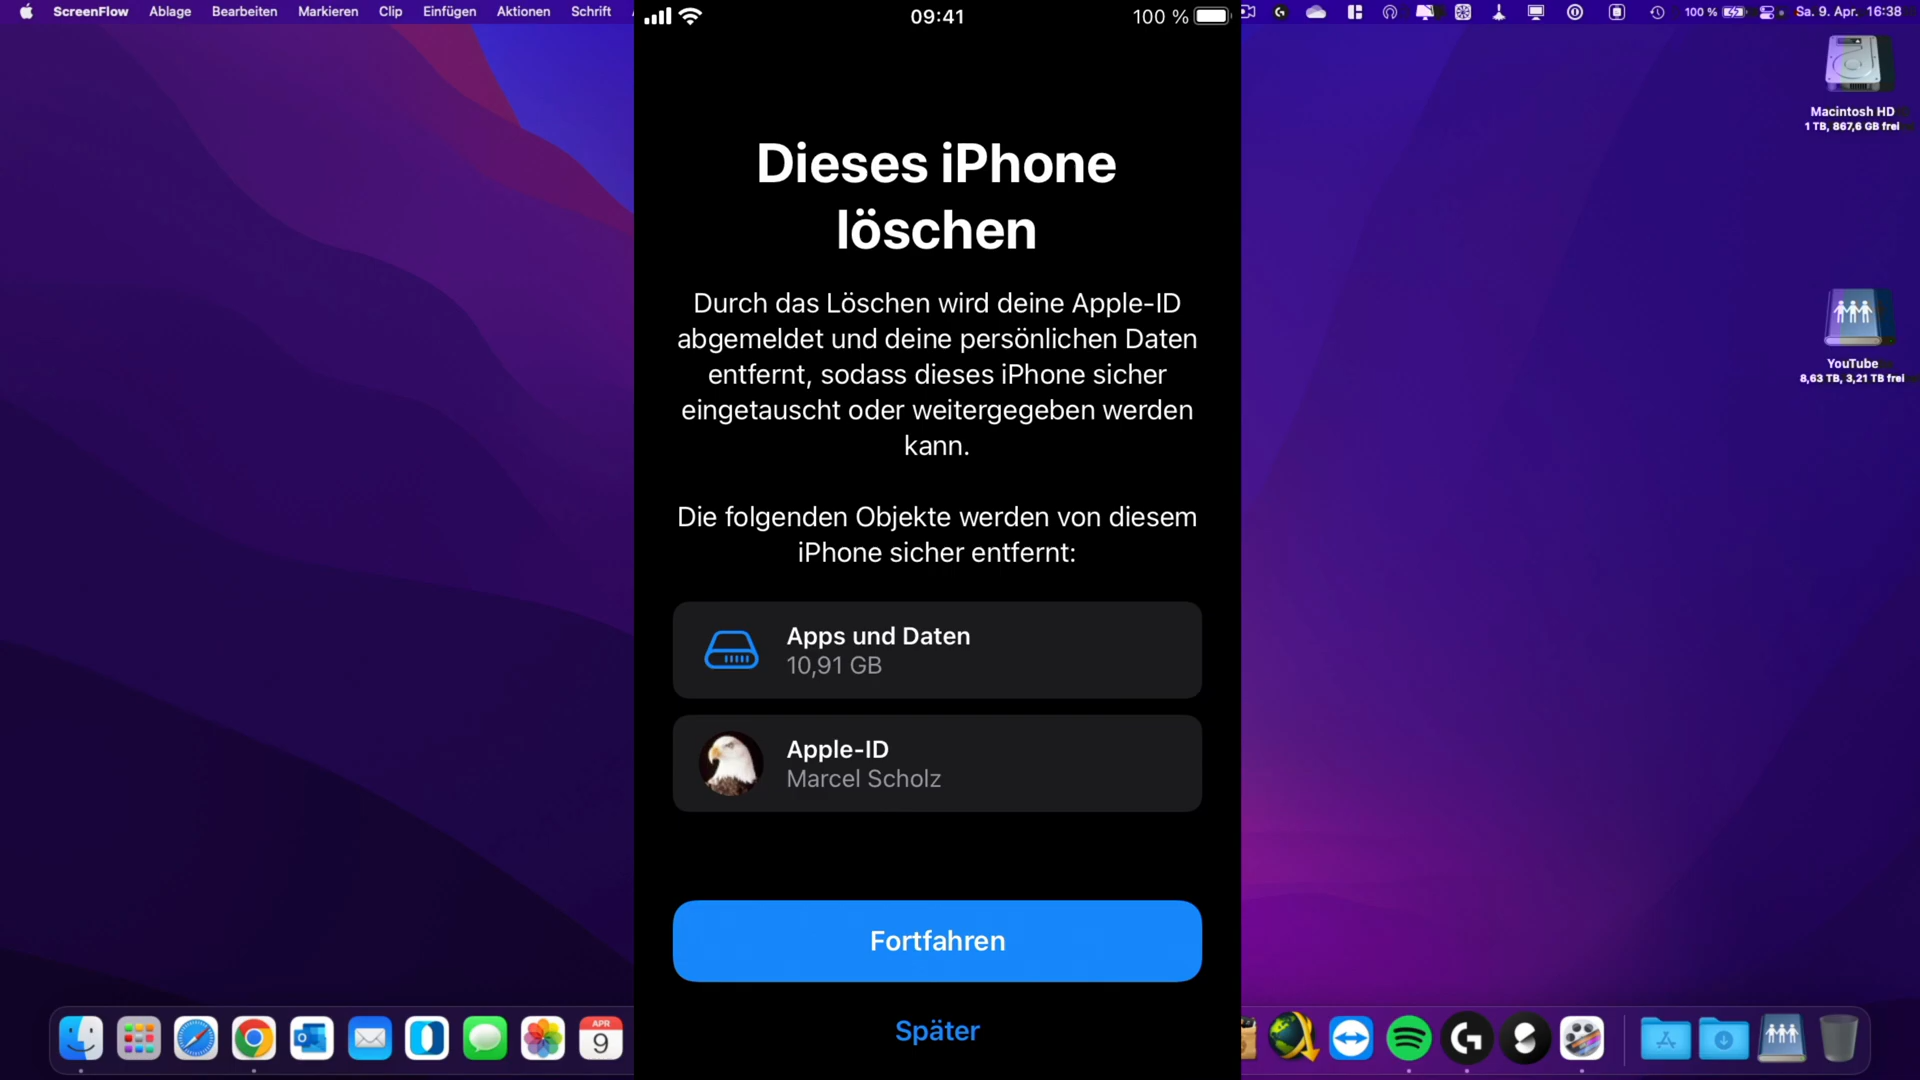 ScreenFlow Ablage Bearbeiten Markieren Clip Einfügen Aktionen Schrift
09:41
100 %
100 %
Sa. 9. Apr. 16:38
Macintosh HD
1 TB, 867,6 GB frei
YouTube
8,63 TB, 3,21 TB frei
Dieses iPhone
löschen
Durch das Löschen wird deine Apple-ID
abgemeldet und deine persönlichen Daten
entfernt, sodass dieses iPhone sicher
eingetauscht oder weitergegeben werden
kann.
Die folgenden Objekte werden von diesem
iPhone sicher entfernt:
Apps und Daten
10,91 GB
Apple-ID
Marcel Scholz
Fortfahren
Später
APR
9